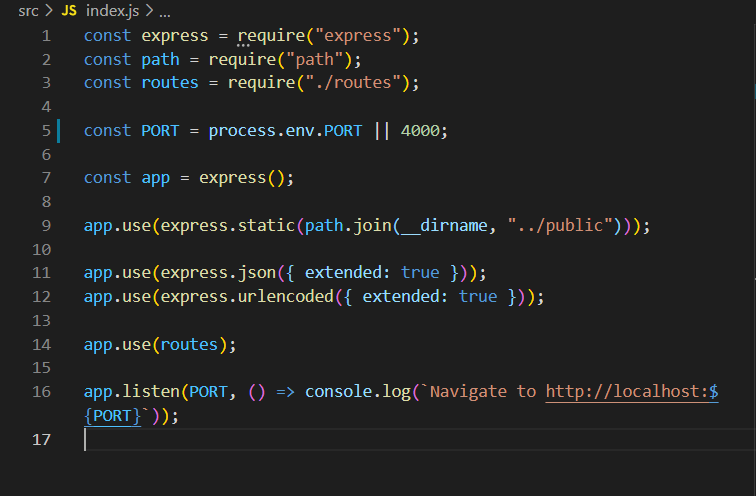 src > JS index.js > ...
1 const express = require("express");
2 const path = require("path");
3 const routes = require("./routes");
4
5 const PORT = process.env.PORT || 4000;
6
7 const app = express();
8
9 app.use(express.static(path.join(__dirname, "../public")));
10
11 app.use(express.json({ extended: true }));
12 app.use(express.urlencoded({ extended: true }));
13
14 app.use(routes);
15
16 app.listen(PORT, () => console.log(`Navigate to http://localhost:$
{PORT}`));
17